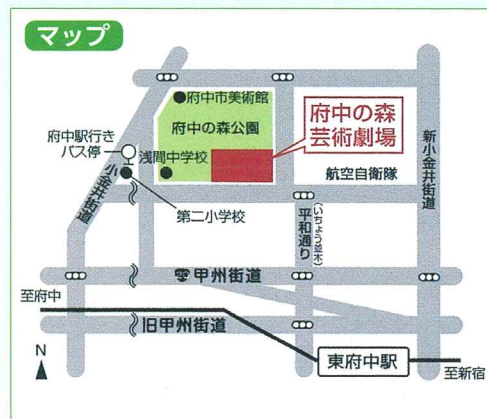 マップ
府中市美術館
府中の森公園
府中の森
芸術劇場
府中駅行き
バス停
浅間中学校
小金井街道
第二小学校
航空自衛隊
新小金井街道
平和通り
(いちょう並木)
20
甲州街道
至府中
旧甲州街道
N
東府中駅
至新宿